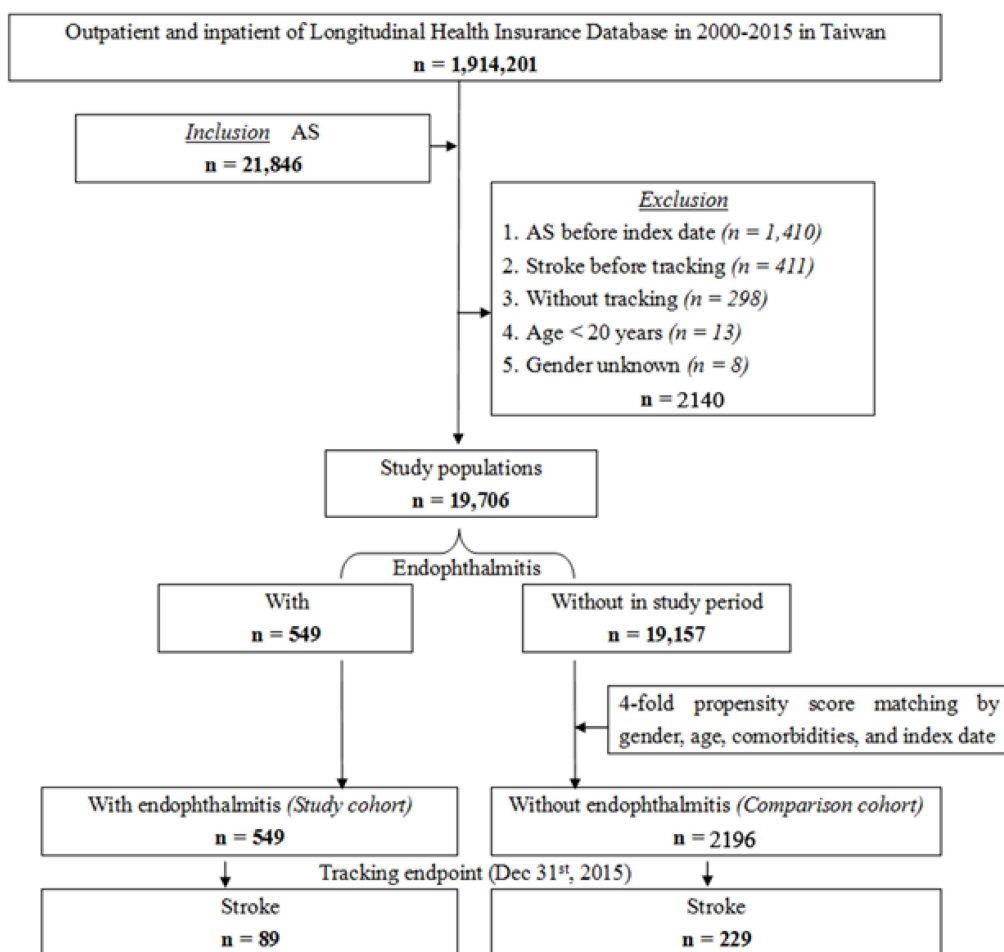 Outpatient and inpatient of Longitudinal Health Insurance Database in 2000-2015 in Taiwan
n = 1,914,201
Inclusion AS
n = 21,846
Exclusion
1. AS before index date (n = 1,410)
2. Stroke before tracking (n = 411)
3. Without tracking (n = 298)
4. Age < 20 years (n = 13)
5. Gender unknown (n = 8)
n = 2140
Study populations
n = 19,706
Endophthalmitis
With
n = 549
Without in study period
n = 19,157
4-fold propensity score matching by
gender, age, comorbidities, and index date
With endophthalmitis (Study cohort)
n = 549
Without endophthalmitis (Comparison cohort)
n = 2196
Tracking endpoint (Dec 31st, 2015)
Stroke
n = 89
Stroke
n = 229